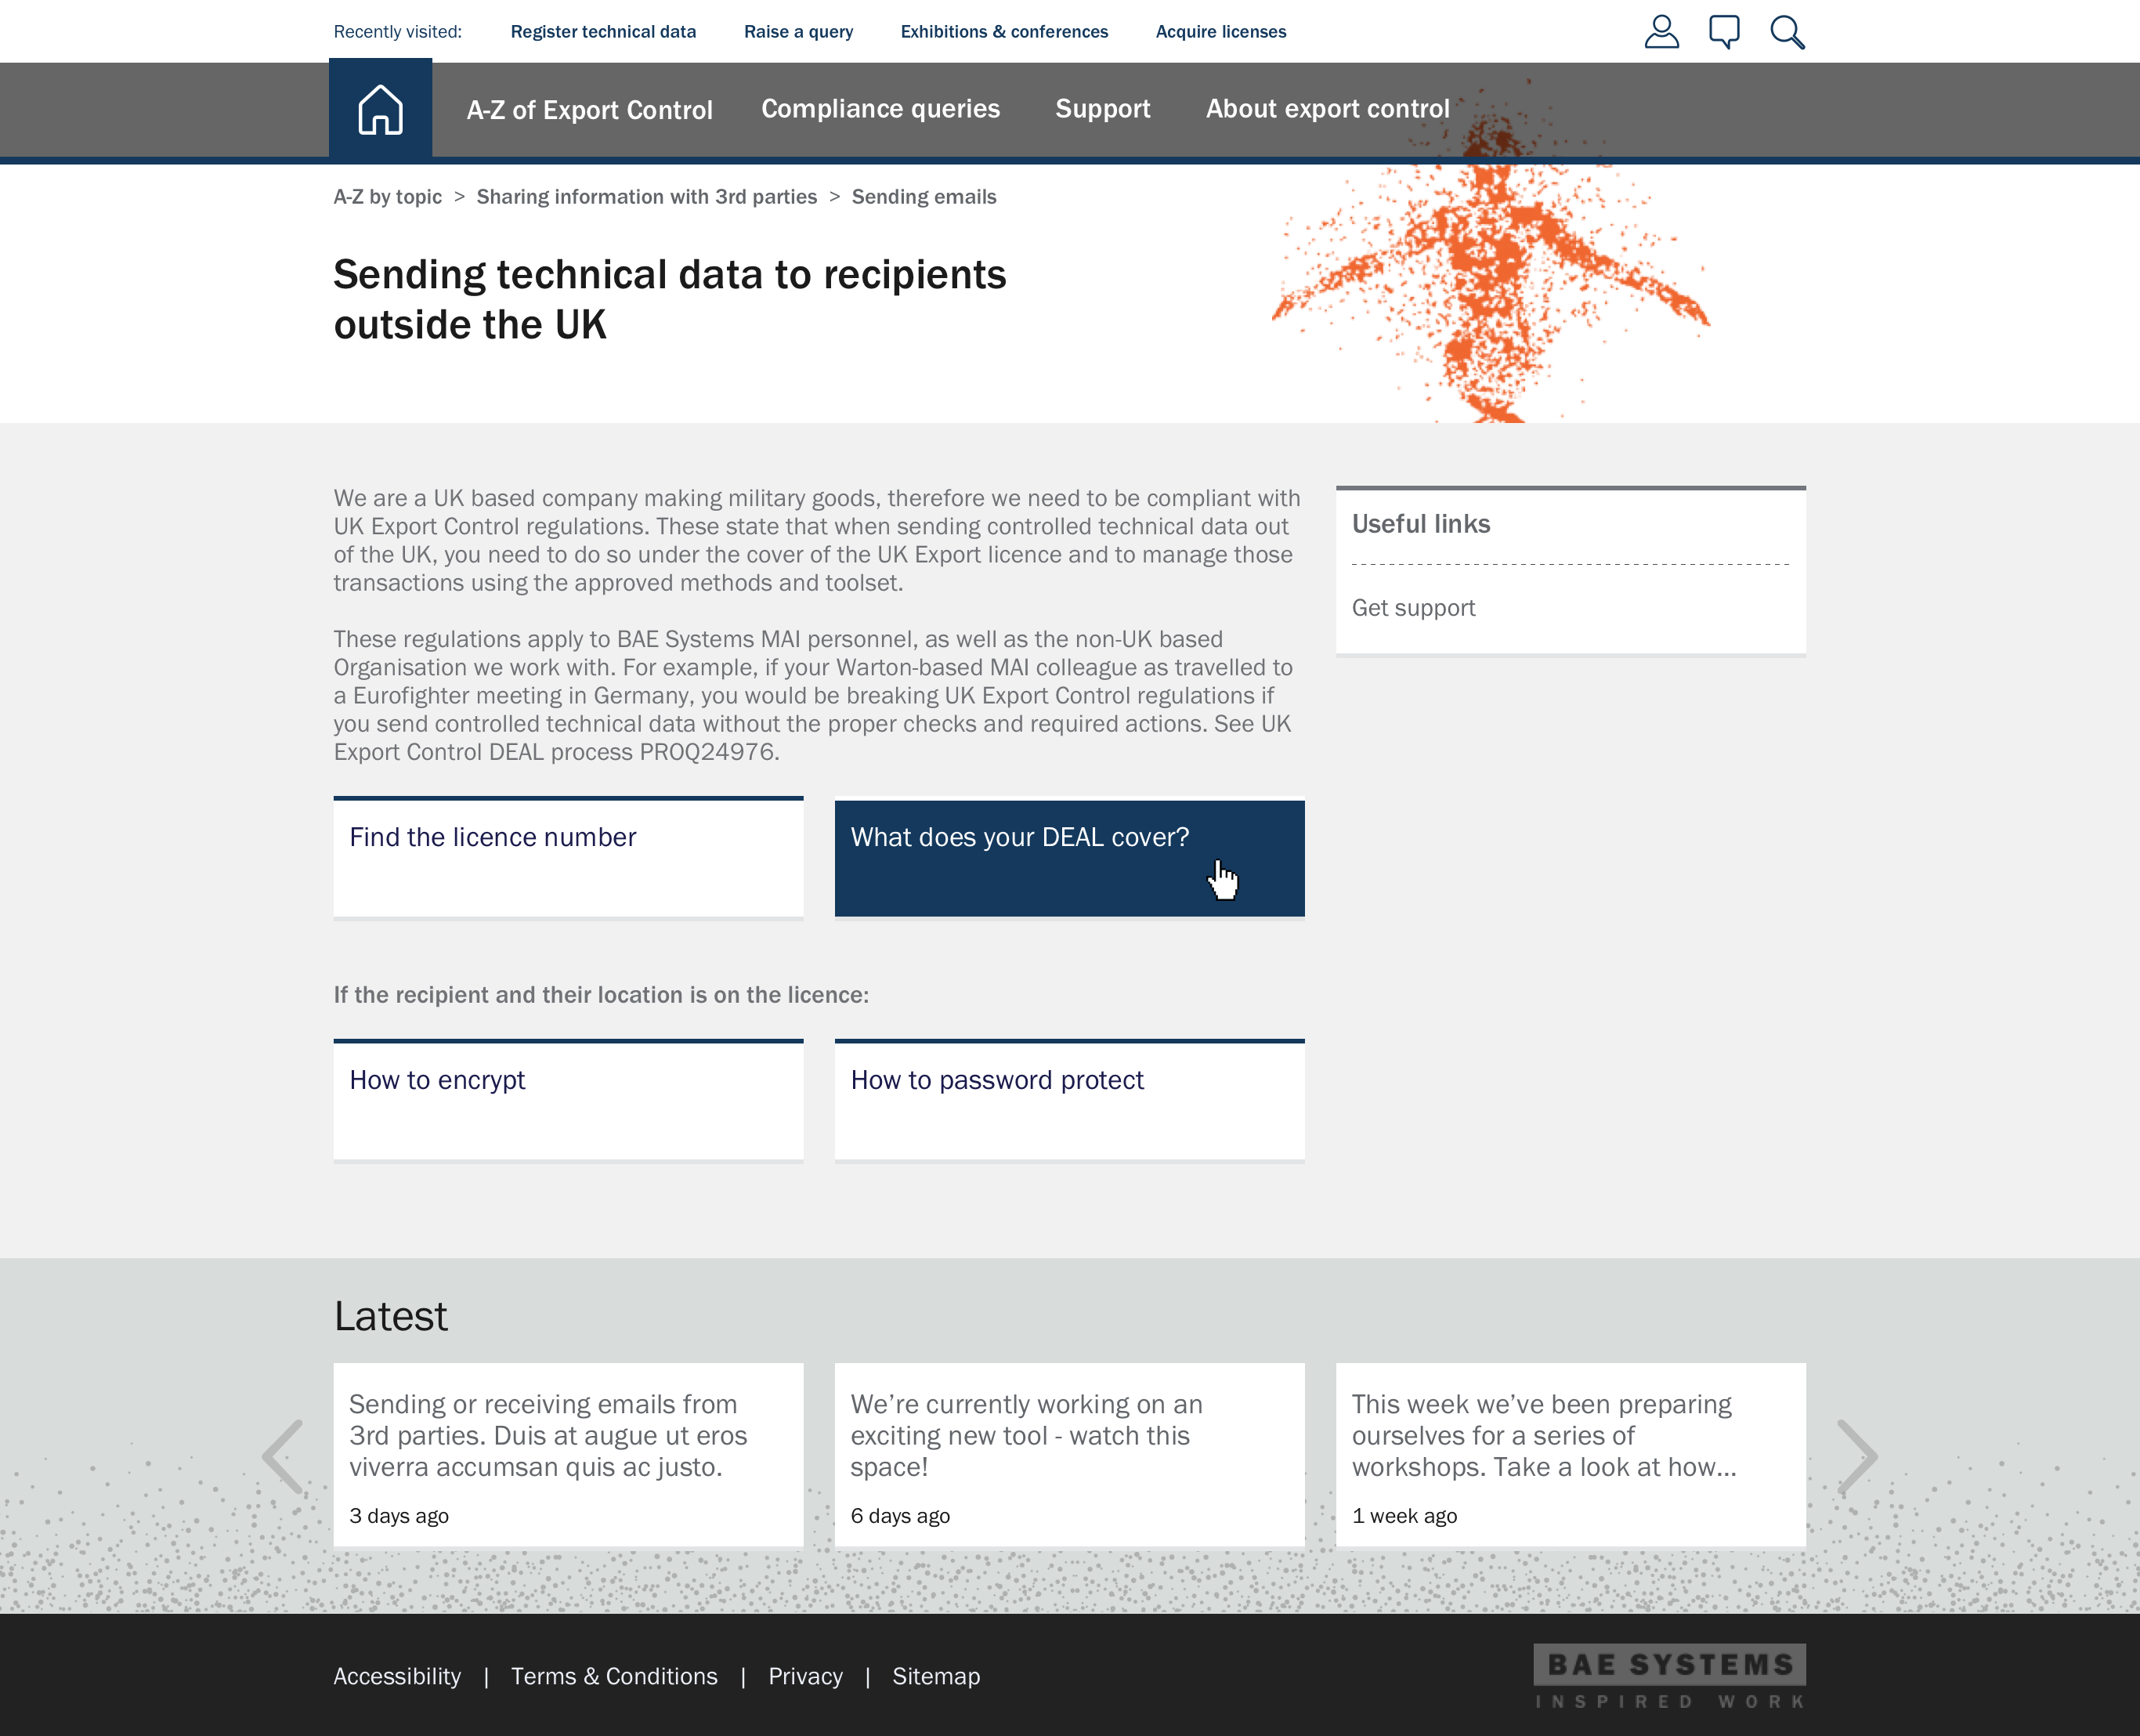 Recently visited: Register technical data Raise a query Exhibitions & conferences Acquire licenses
A-Z of Export Control Compliance queries Support About export control
A-Z by topic > Sharing information with 3rd parties > Sending emails
Sending technical data to recipients
outside the UK
We are a UK based company making military goods, therefore we need to be compliant with
UK Export Control regulations. These state that when sending controlled technical data out
of the UK, you need to do so under the cover of the UK Export licence and to manage those
transactions using the approved methods and toolset.
These regulations apply to BAE Systems MAI personnel, as well as the non-UK based
Organisation we work with. For example, if your Warton-based MAI colleague as travelled to
a Eurofighter meeting in Germany, you would be breaking UK Export Control regulations if
you send controlled technical data without the proper checks and required actions. See UK
Export Control DEAL process PROQ24976.
Useful links
Get support
Find the licence number
What does your DEAL cover?
If the recipient and their location is on the licence:
How to encrypt
How to password protect
Latest
Sending or receiving emails from
3rd parties. Duis at augue ut eros
viverra accumsan quis ac justo.
3 days ago
We’re currently working on an
exciting new tool - watch this
space!
6 days ago
This week we’ve been preparing
ourselves for a series of
workshops. Take a look at how...
1 week ago
Accessibility | Terms & Conditions | Privacy | Sitemap
BAE SYSTEMS
INSPIRED WORK